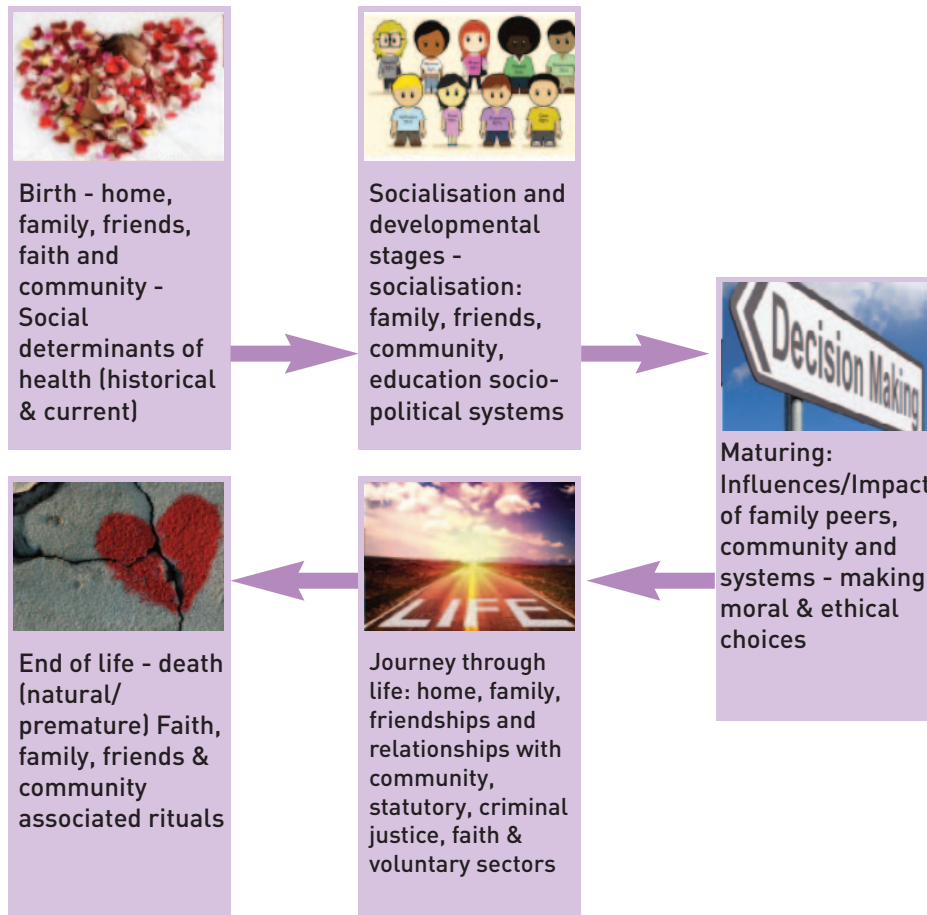 Birth - home,
family, friends,
faith and
community -
Social
determinants of
health (historical
& current)
Socialisation and
developmental
stages -
socialisation:
family, friends,
community,
education socio-
political systems
Decision Making
Maturing:
Influences/Impact
of family peers,
community and
systems - making
moral & ethical
choices
LIFE
Journey through
life: home, family,
friendships and
relationships with
community,
statutory, criminal
justice, faith &
voluntary sectors
End of life - death
(natural/
premature) Faith,
family, friends &
community
associated rituals